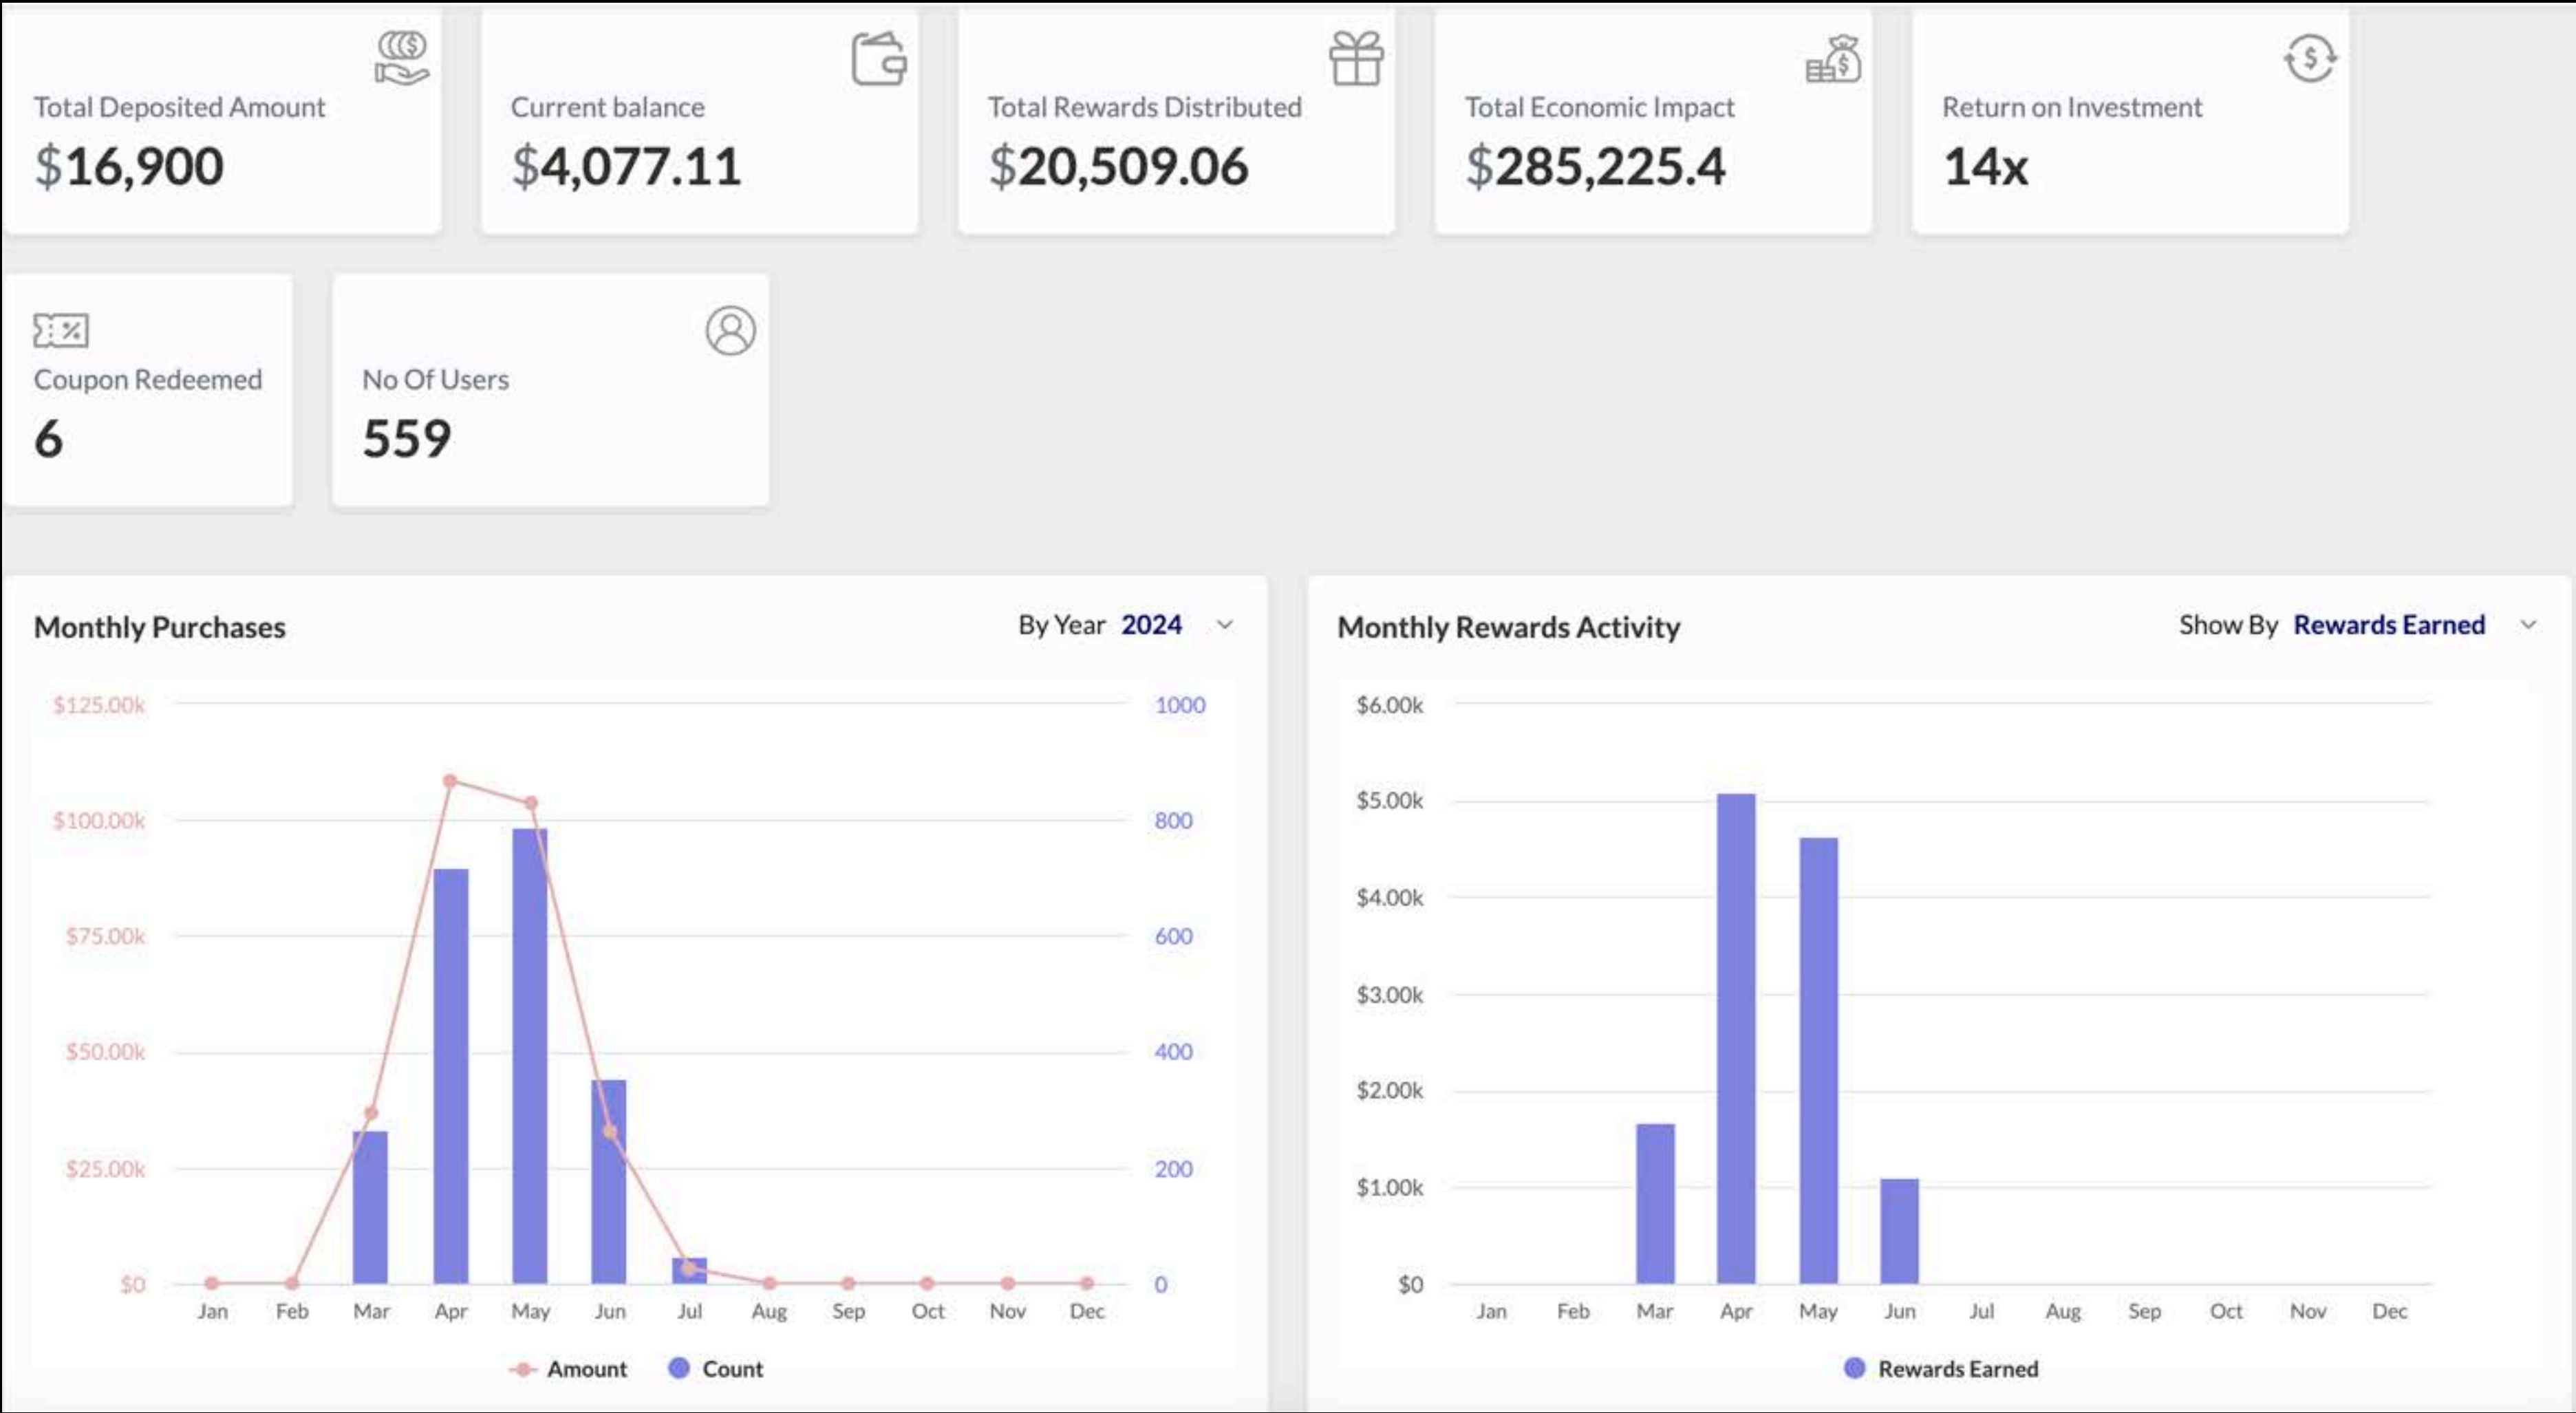 Total Deposited Amount
$16,900
Current balance
$4,077.11
Total Rewards Distributed
$20,509.06
Total Economic Impact
$285,225.4
Return on Investment
14x
Coupon Redeemed
6
No Of Users
559
Monthly Purchases
By Year 2024
$125.00k
$100.00k
$75.00k
$50.00k
$25.00k
$0
1000
800
600
400
200
0
Jan Feb Mar Apr May Jun Jul Aug Sep Oct Nov Dec
Amount Count
Monthly Rewards Activity
Show By Rewards Earned
$6.00k
$5.00k
$4.00k
$3.00k
$2.00k
$1.00k
$0
Jan Feb Mar Apr May Jun Jul Aug Sep Oct Nov Dec
Rewards Earned